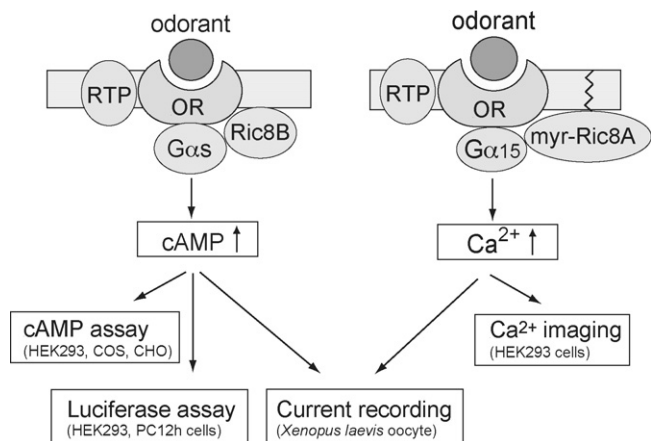 odorant
RTP
OR
Ric8B
Gαs
cAMP ↑
cAMP assay
(HEK293, COS, CHO)
Luciferase assay
(HEK293, PC12h cells)
odorant
RTP
OR
myr-Ric8A
Gα15
Ca²⁺ ↑
Ca²⁺ imaging
(HEK293 cells)
Current recording
(Xenopus laevis oocyte)